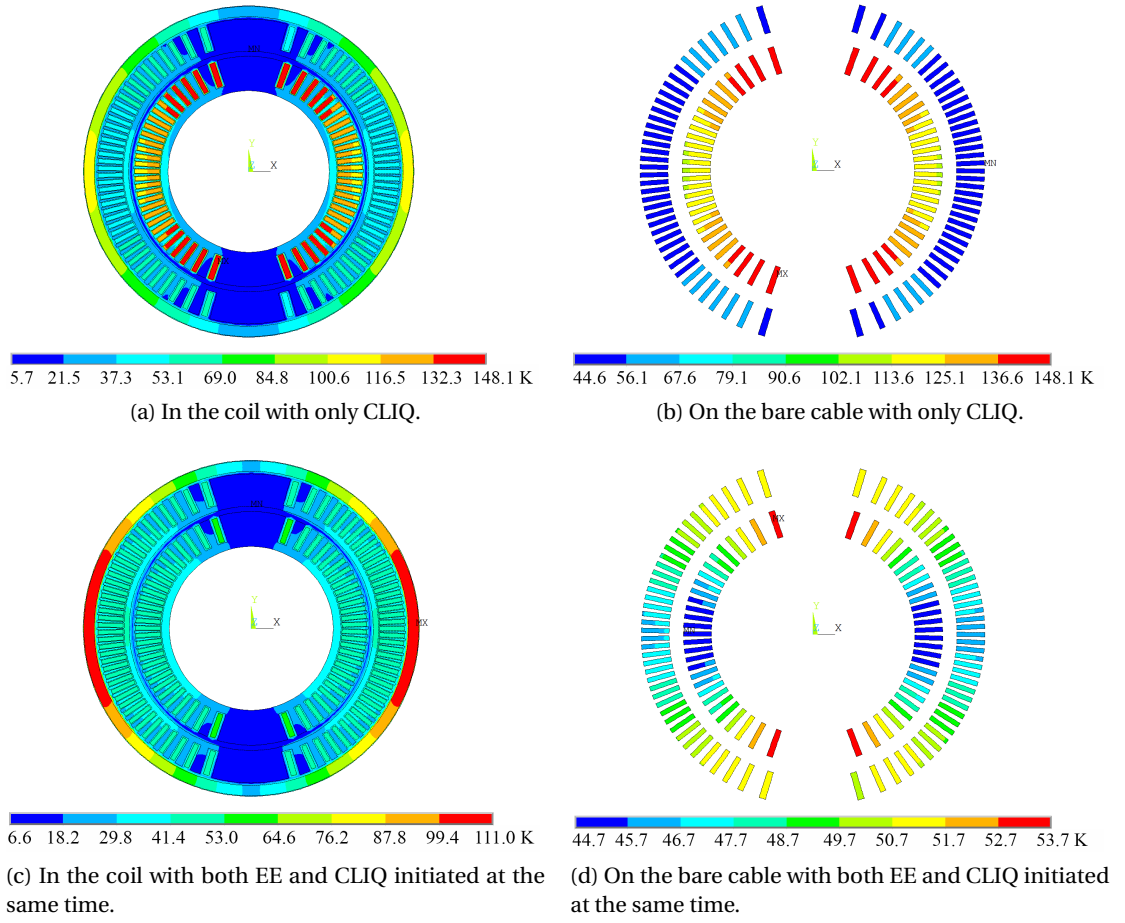 MN
Y
Z X
MX
5.7 21.5 37.3 53.1 69.0 84.8 100.6 116.5 132.3 148.1 K
(a) In the coil with only CLIQ.
Y
Z X
MN
MX
44.6 56.1 67.6 79.1 90.6 102.1 113.6 125.1 136.6 148.1 K
(b) On the bare cable with only CLIQ.
MN
Y
Z X
MX
6.6 18.2 29.8 41.4 53.0 64.6 76.2 87.8 99.4 111.0 K
(c) In the coil with both EE and CLIQ initiated at the
same time.
MX
Y
Z X
MN
44.7 45.7 46.7 47.7 48.7 49.7 50.7 51.7 52.7 53.7 K
(d) On the bare cable with both EE and CLIQ initiated
at the same time.